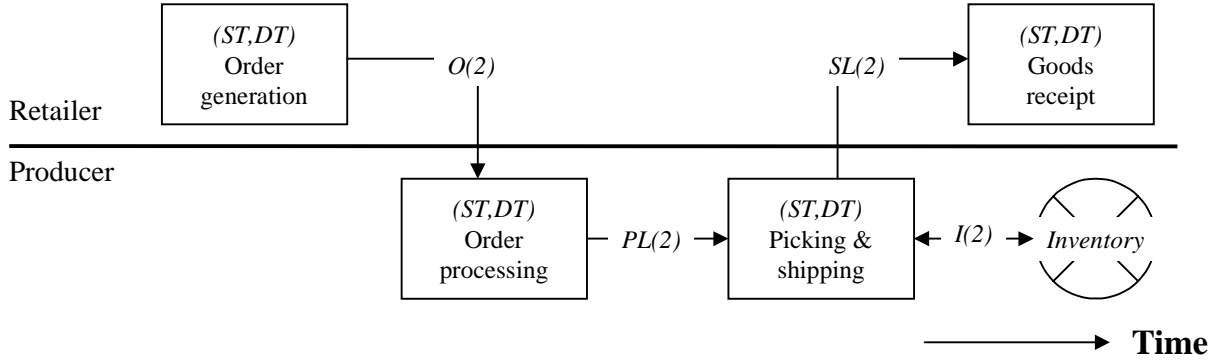 (ST,DT)
Order
generation
O(2)
SL(2)
(ST,DT)
Goods
receipt
Retailer
Producer
(ST,DT)
Order
processing
PL(2)
(ST,DT)
Picking &
shipping
I(2)
Inventory
Time